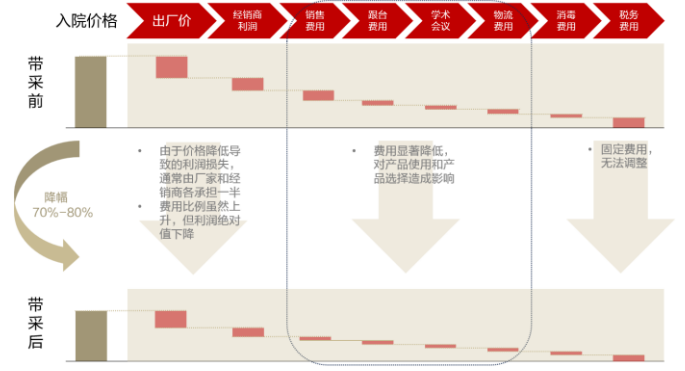 入院价格
出厂价
经销商
利润
销售
费用
跟台
费用
学术
会议
物流
费用
消毒
费用
税务
费用
带
采
前
• 由于价格降低导
致的利润损失，
通常由厂家和经
销商各承担一半
• 费用比例虽然上
升，但利润绝对
值下降
• 费用显著降低，
对产品使用和产
品选择造成影响
• 固定费用，
无法调整
降幅
70%-80%
带
采
后